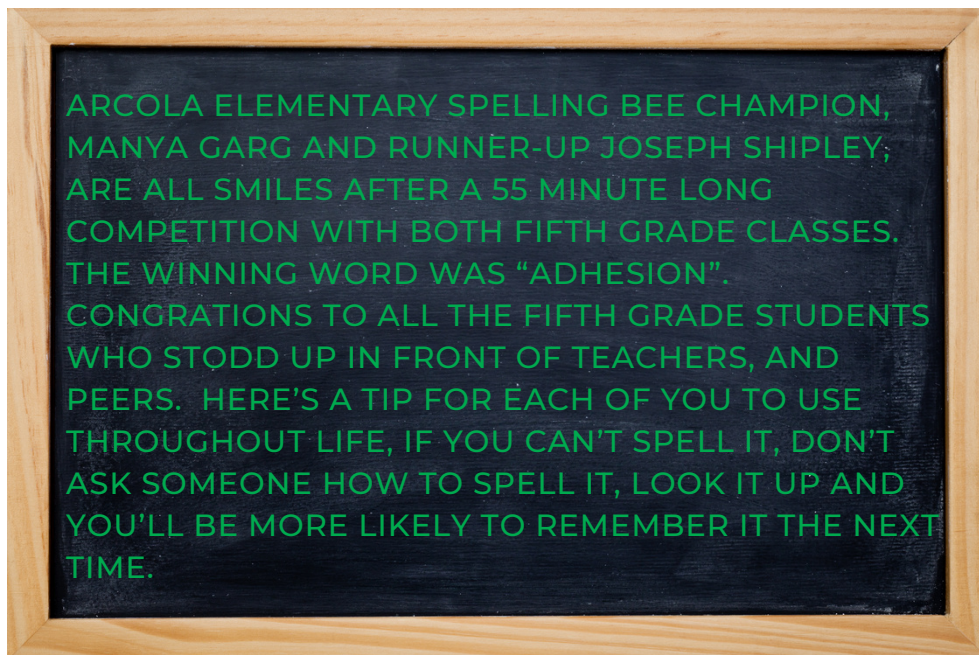 ARCOLA ELEMENTARY SPELLING BEE CHAMPION,
MANYA GARG AND RUNNER-UP JOSEPH SHIPLEY,
ARE ALL SMILES AFTER A 55 MINUTE LONG
COMPETITION WITH BOTH FIFTH GRADE CLASSES.
THE WINNING WORD WAS “ADHESION”.
CONGRATIONS TO ALL THE FIFTH GRADE STUDENTS
WHO STODD UP IN FRONT OF TEACHERS, AND
PEERS.  HERE’S A TIP FOR EACH OF YOU TO USE
THROUGHOUT LIFE, IF YOU CAN’T SPELL IT, DON’T
ASK SOMEONE HOW TO SPELL IT, LOOK IT UP AND
YOU’LL BE MORE LIKELY TO REMEMBER IT THE NEXT
TIME.